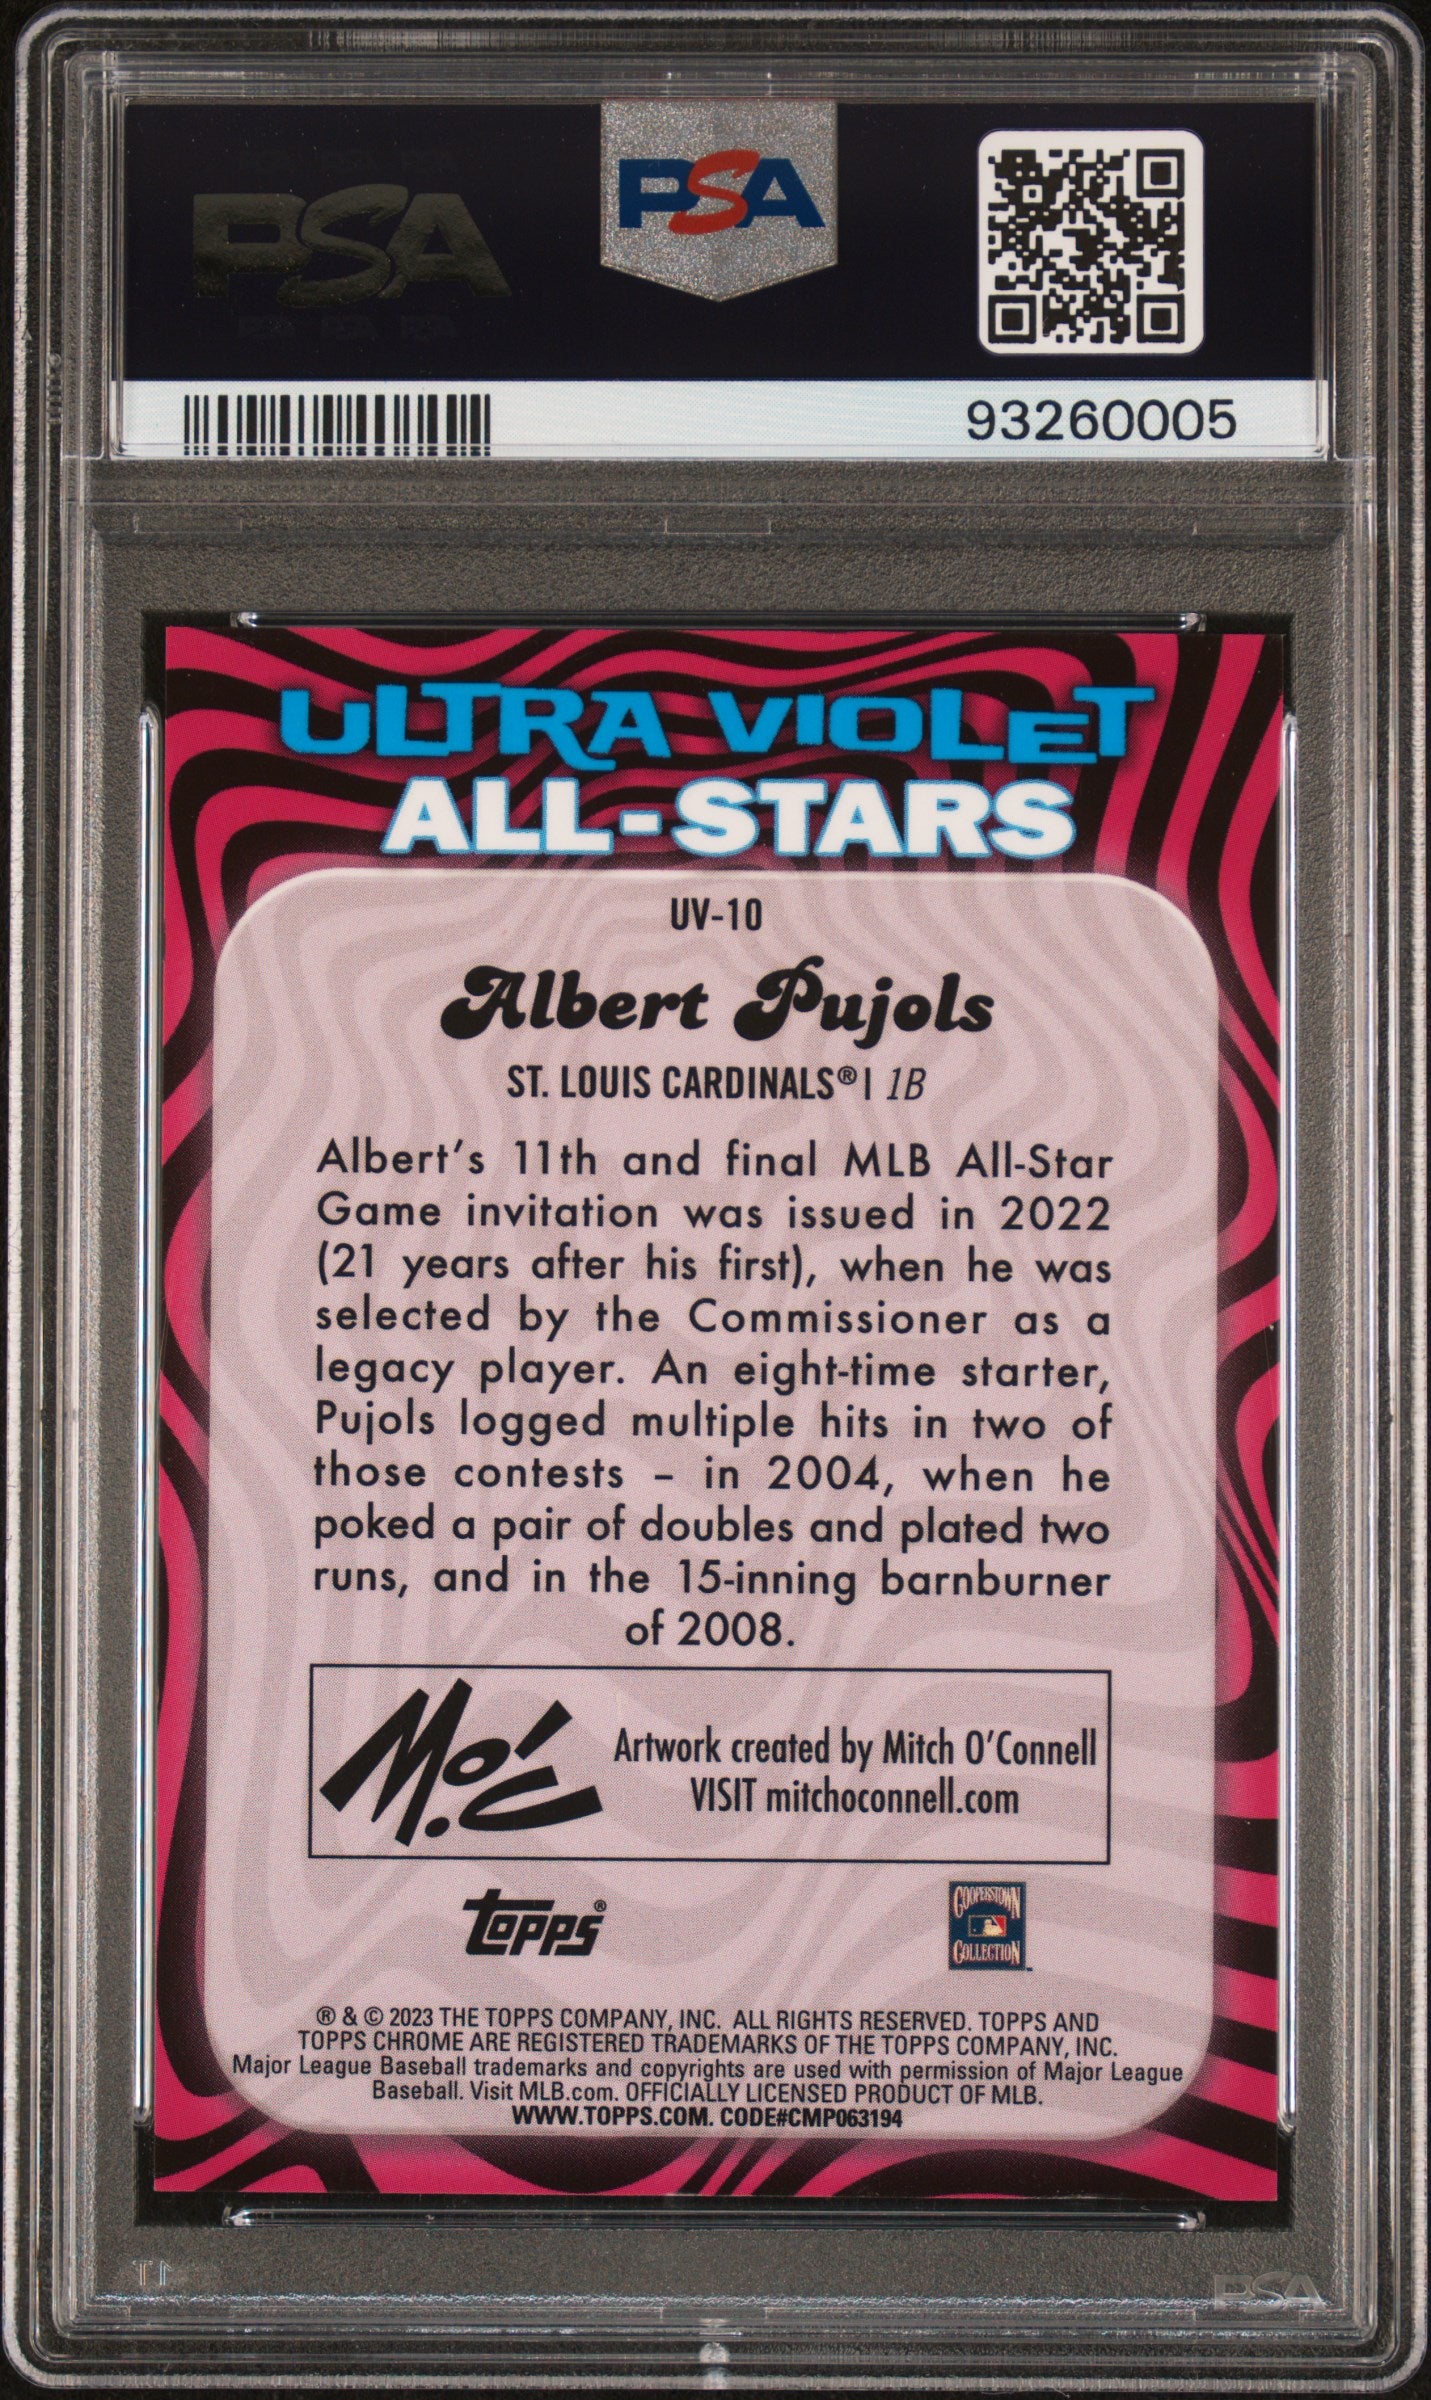 PSA
PSA
93260005
ULTRA VIOLET
ALL-STARS
UV-10
Albert Pujols
ST. LOUIS CARDINALS® | 1B
Albert's 11th and final MLB All-Star
Game invitation was issued in 2022
(21 years after his first), when he was
selected by the Commissioner as a
legacy player. An eight-time starter,
Pujols logged multiple hits in two of
those contests – in 2004, when he
poked a pair of doubles and plated two
runs, and in the 15-inning barnburner
of 2008.
M.O'C
Artwork created by Mitch O'Connell
VISIT mitchoconnell.com
topps®
COOPERSTOWN
COLLECTION
® & © 2023 THE TOPPS COMPANY, INC. ALL RIGHTS RESERVED. TOPPS AND
TOPPS CHROME ARE REGISTERED TRADEMARKS OF THE TOPPS COMPANY, INC.
Major League Baseball trademarks and copyrights are used with permission of Major League
Baseball. Visit MLB.com. OFFICIALLY LICENSED PRODUCT OF MLB.
WWW.TOPPS.COM. CODE#CMP063194
PSA